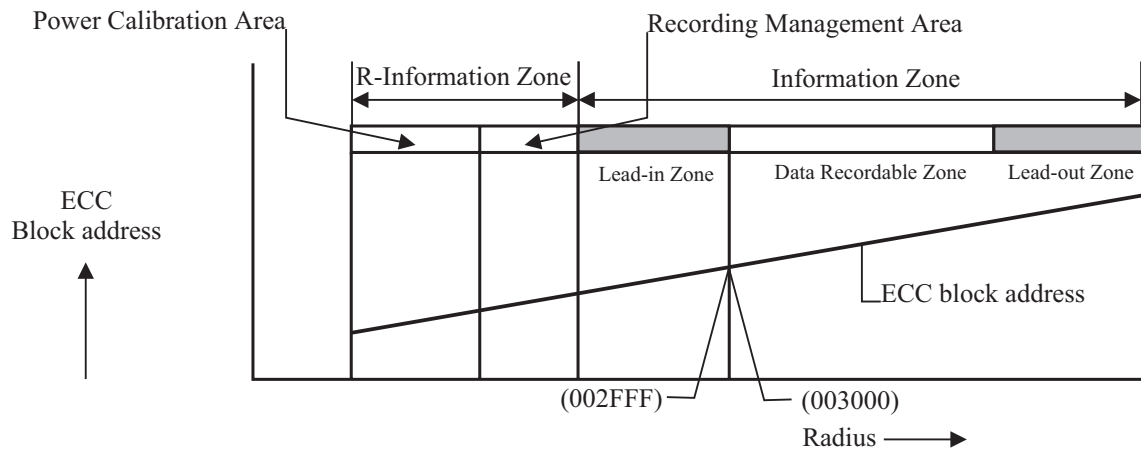 Power Calibration Area
Recording Management Area
R-Information Zone
Information Zone
Lead-in Zone
Data Recordable Zone
Lead-out Zone
ECC
Block address
ECC block address
(002FFF)
(003000)
Radius